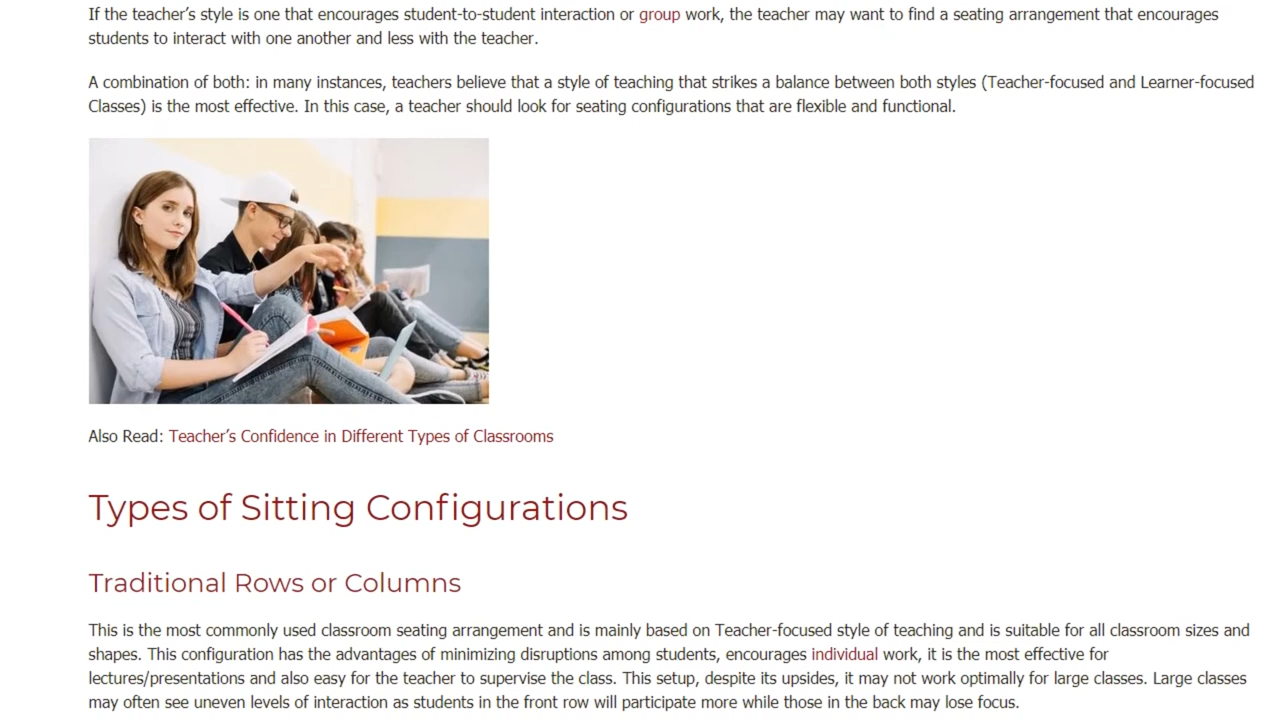 If the teacher’s style is one that encourages student-to-student interaction or group work, the teacher may want to find a seating arrangement that encourages
students to interact with one another and less with the teacher.
A combination of both: in many instances, teachers believe that a style of teaching that strikes a balance between both styles (Teacher-focused and Learner-focused
Classes) is the most effective. In this case, a teacher should look for seating configurations that are flexible and functional.
Also Read: Teacher’s Confidence in Different Types of Classrooms
Types of Sitting Configurations
Traditional Rows or Columns
This is the most commonly used classroom seating arrangement and is mainly based on Teacher-focused style of teaching and is suitable for all classroom sizes and
shapes. This configuration has the advantages of minimizing disruptions among students, encourages individual work, it is the most effective for
lectures/presentations and also easy for the teacher to supervise the class. This setup, despite its upsides, it may not work optimally for large classes. Large classes
may often see uneven levels of interaction as students in the front row will participate more while those in the back may lose focus.